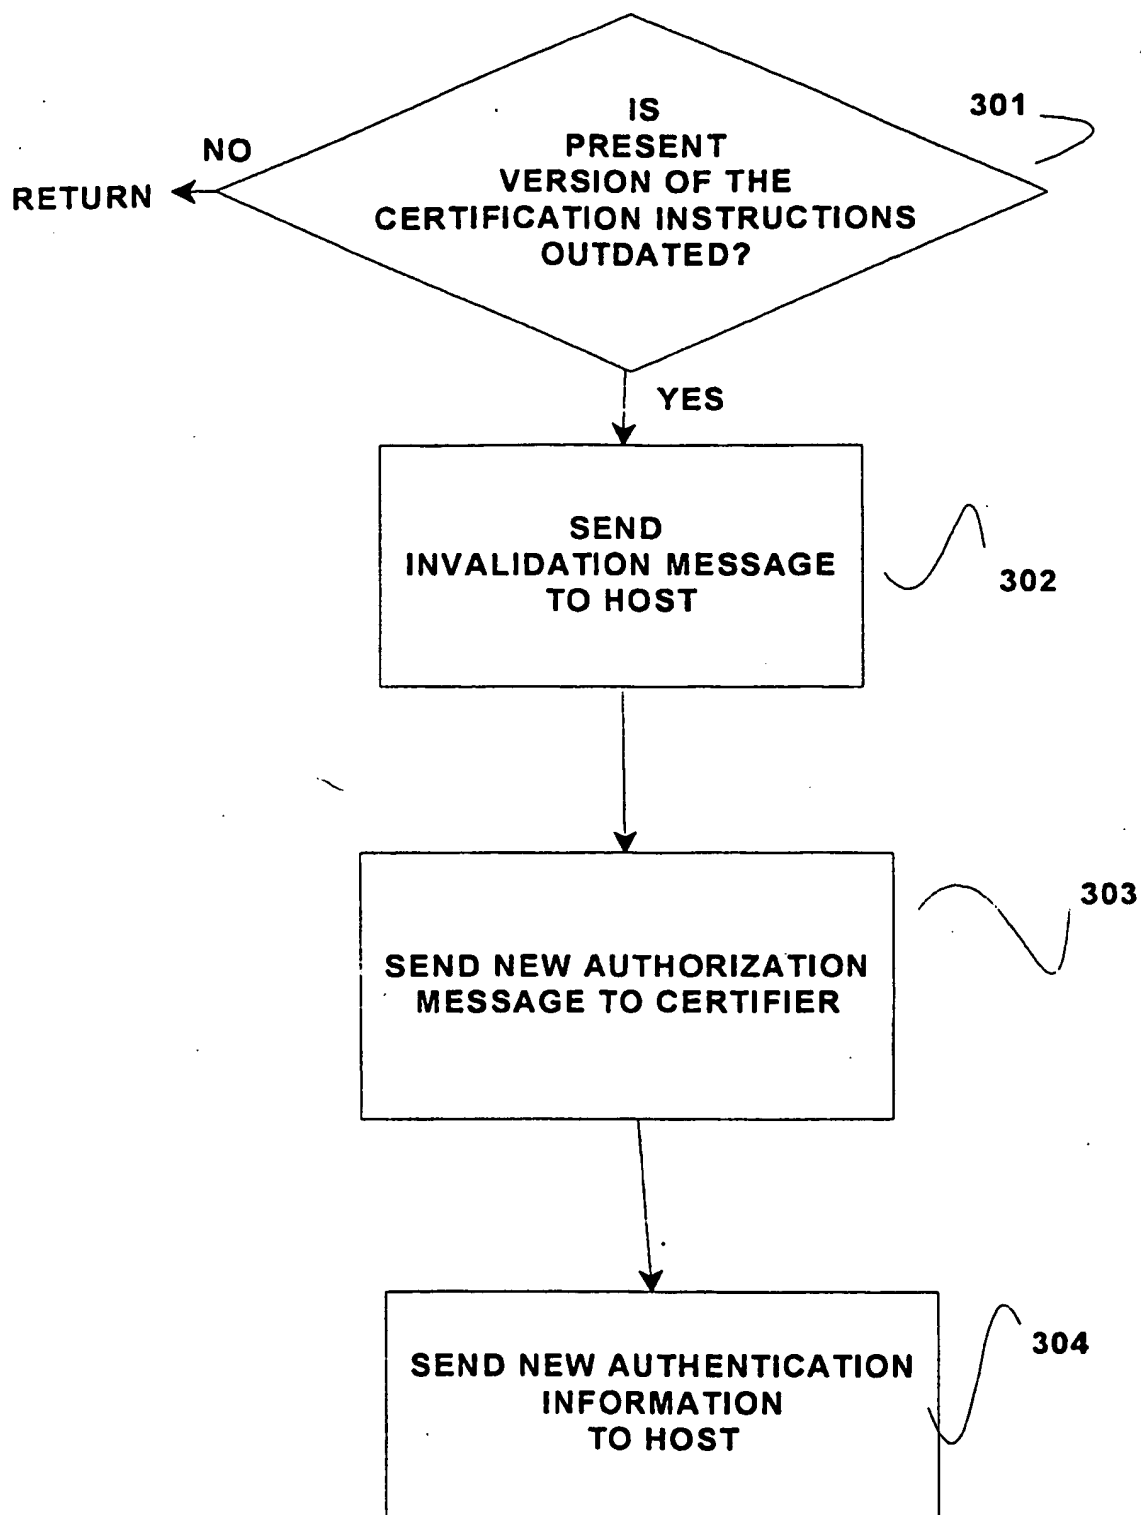 IS
PRESENT
VERSION OF THE
CERTIFICATION INSTRUCTIONS
OUTDATED?
301
NO
RETURN
YES
SEND
INVALIDATION MESSAGE
TO HOST
302
303
SEND NEW AUTHORIZATION
MESSAGE TO CERTIFIER
304
SEND NEW AUTHENTICATION
INFORMATION
TO HOST